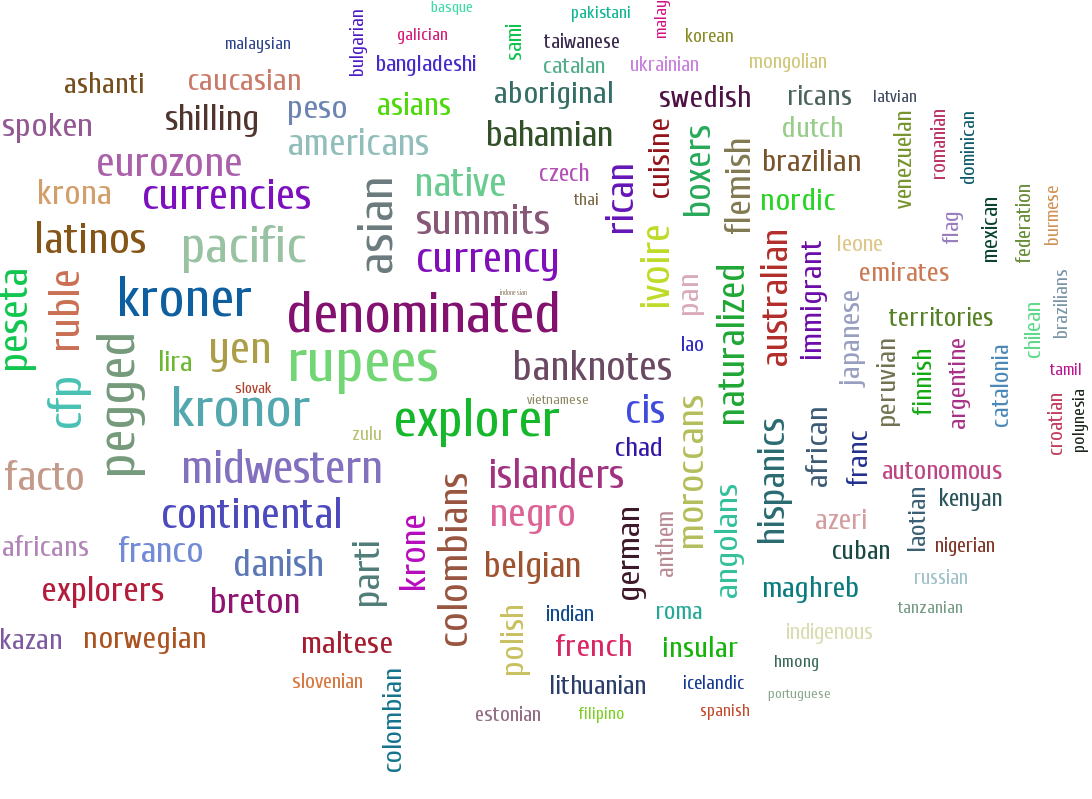 basque
pakistani
malay
bulgarian
galician
sami
taiwanese
korean
malaysian
bangladeshi
catalan
ukrainian
mongolian
ashanti
caucasian
peso
asians
aboriginal
swedish
ricans
latvian
spoken
shilling
americans
bahamian
cuisine
boxers
flemish
dutch
venezuelan
romanian
dominican
eurozone
brazilian
krona
currencies
asian
native
czech
thai
rican
nordic
flag
mexican
federation
burmese
latinos
pacific
summits
currency
ivoire
pan
naturalized
australian
immigrant
leone
emirates
peseta
ruble
kroner
denominated
indonesian
japanese
territories
chilean
brazilians
pegged
lira
yen
rupees
banknotes
lao
peruvian
finnish
argentine
catalonia
tamil
cfp
slovak
kronor
explorer
vietnamese
cis
zulu
chad
moroccans
hispanics
african
franc
croatian
polynesia
facto
midwestern
islanders
autonomous
continental
colombians
negro
german
anthem
angolans
azeri
laotian
kenyan
africans
franco
danish
parti
krone
belgian
cuban
nigerian
explorers
breton
maghreb
russian
polish
indian
roma
tanzanian
kazan
norwegian
maltese
french
insular
indigenous
slovenian
colombian
lithuanian
icelandic
hmong
portuguese
estonian
filipino
spanish